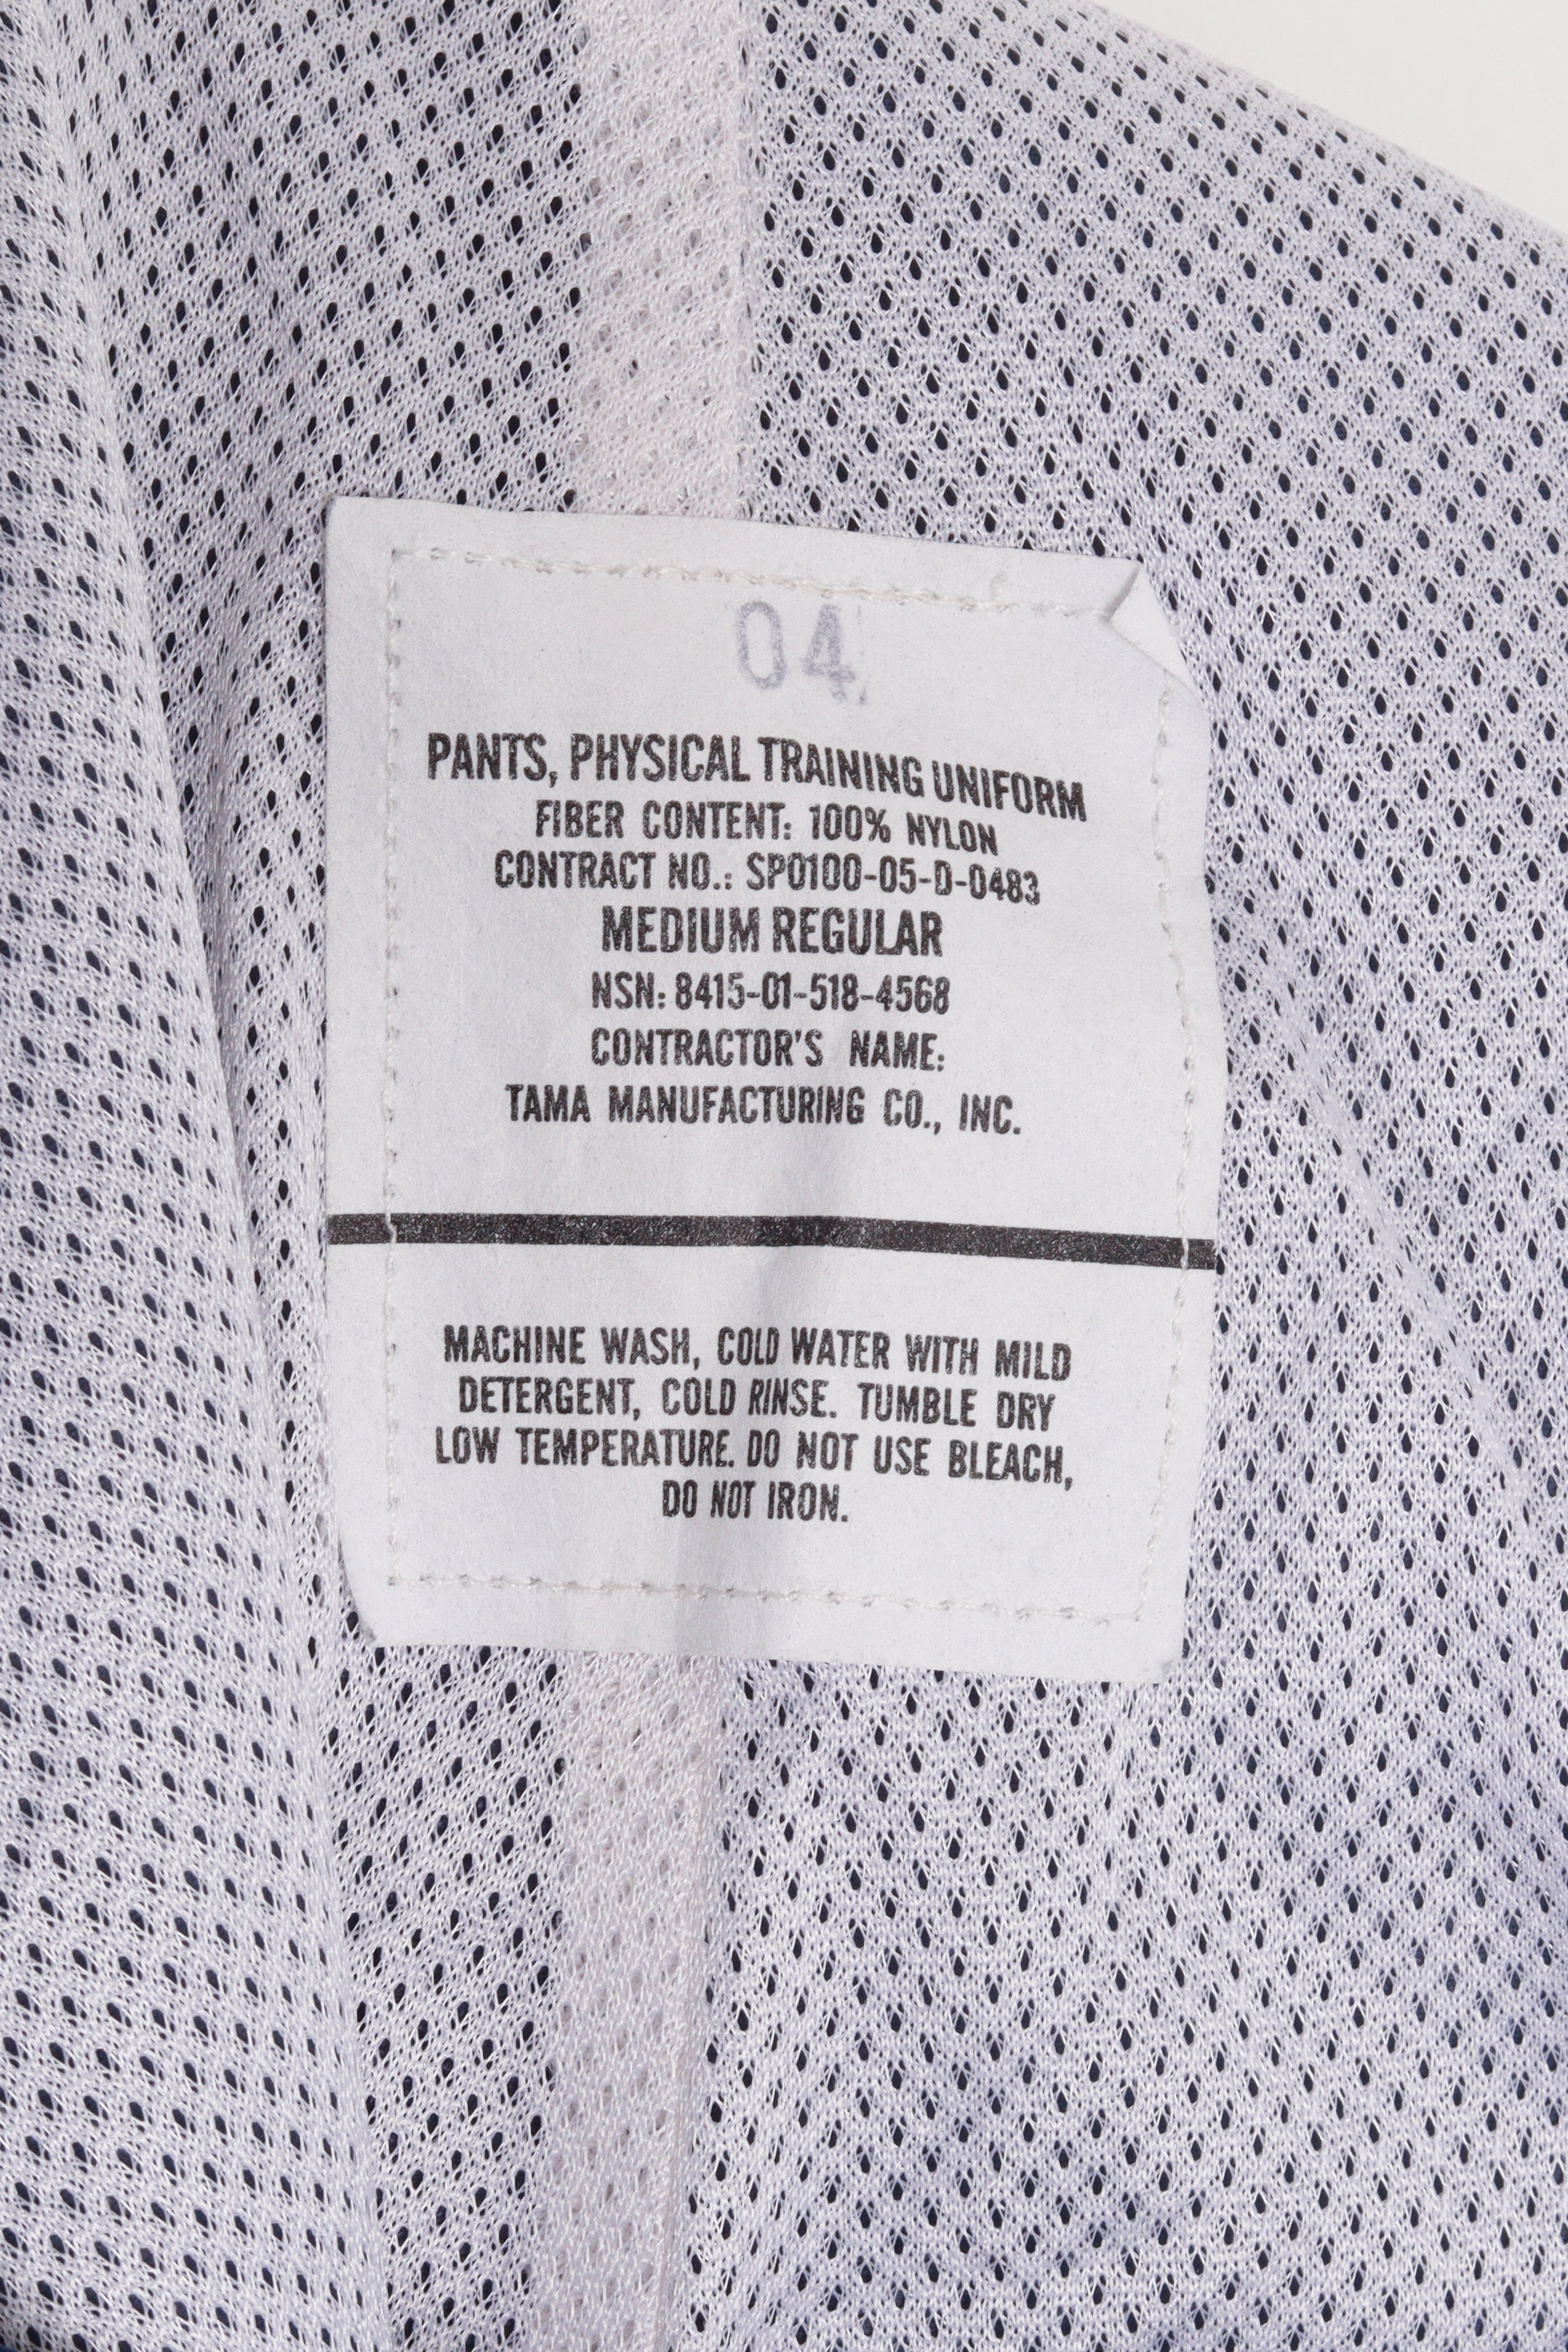 04
PANTS, PHYSICAL TRAINING UNIFORM
FIBER CONTENT: 100% NYLON
CONTRACT NO.: SPO100-05-D-0483
MEDIUM REGULAR
NSN: 8415-01-518-4568
CONTRACTOR'S NAME:
TAMA MANUFACTURING CO., INC.
MACHINE WASH, COLD WATER WITH MILD
DETERGENT, COLD RINSE. TUMBLE DRY
LOW TEMPERATURE. DO NOT USE BLEACH,
DO NOT IRON.